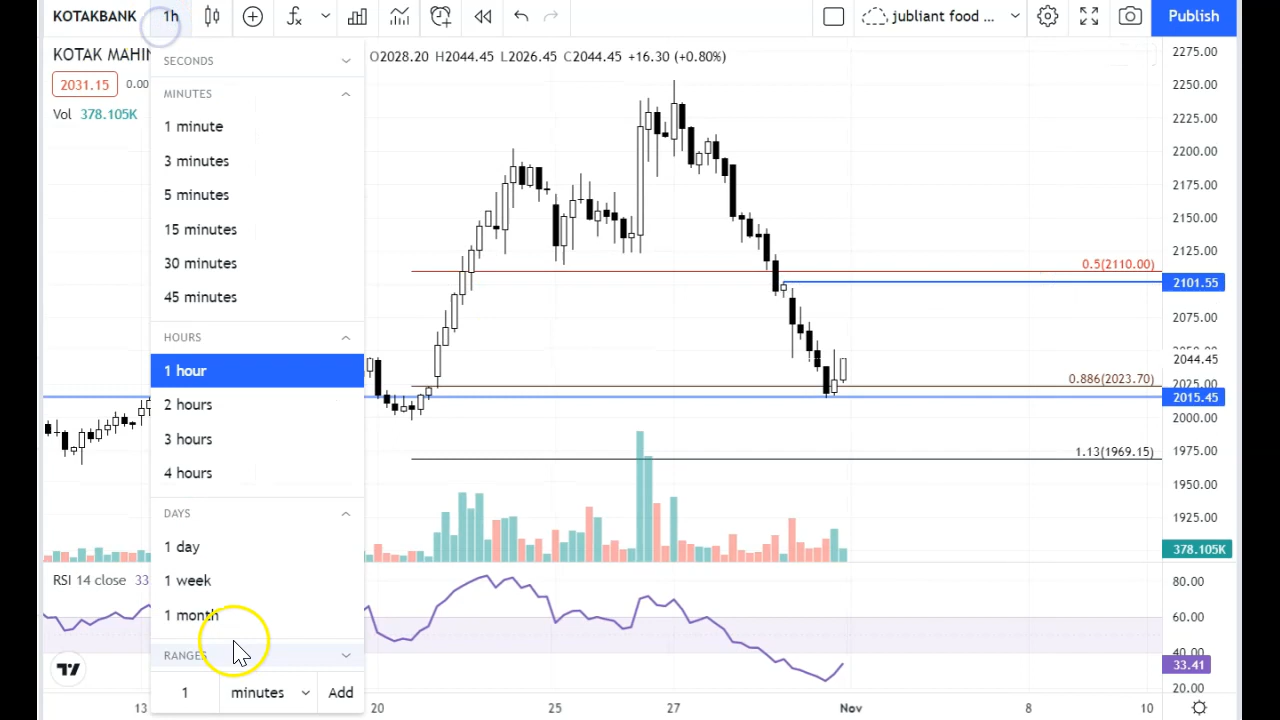 KOTAKBANK 1h jubliant food ... Publish
KOTAK MAHIN O2028.20 H2044.45 L2026.45 C2044.45 +16.30 (+0.80%)
2031.15 0.00
Vol 378.105K
SECONDS
MINUTES
1 minute
3 minutes
5 minutes
15 minutes
30 minutes
45 minutes
HOURS
1 hour
2 hours
3 hours
4 hours
DAYS
1 day
1 week
1 month
RANGES
1 minutes Add
0.5(2110.00)
0.886(2023.70)
1.13(1969.15)
2275.00
2250.00
2225.00
2200.00
2175.00
2150.00
2125.00
2101.55
2075.00
2044.45
2025.00
2015.45
2000.00
1975.00
1950.00
1925.00
378.105K
RSI 14 close 33
80.00
60.00
40.00
33.41
20.00
13 20 25 27 Nov 8 10